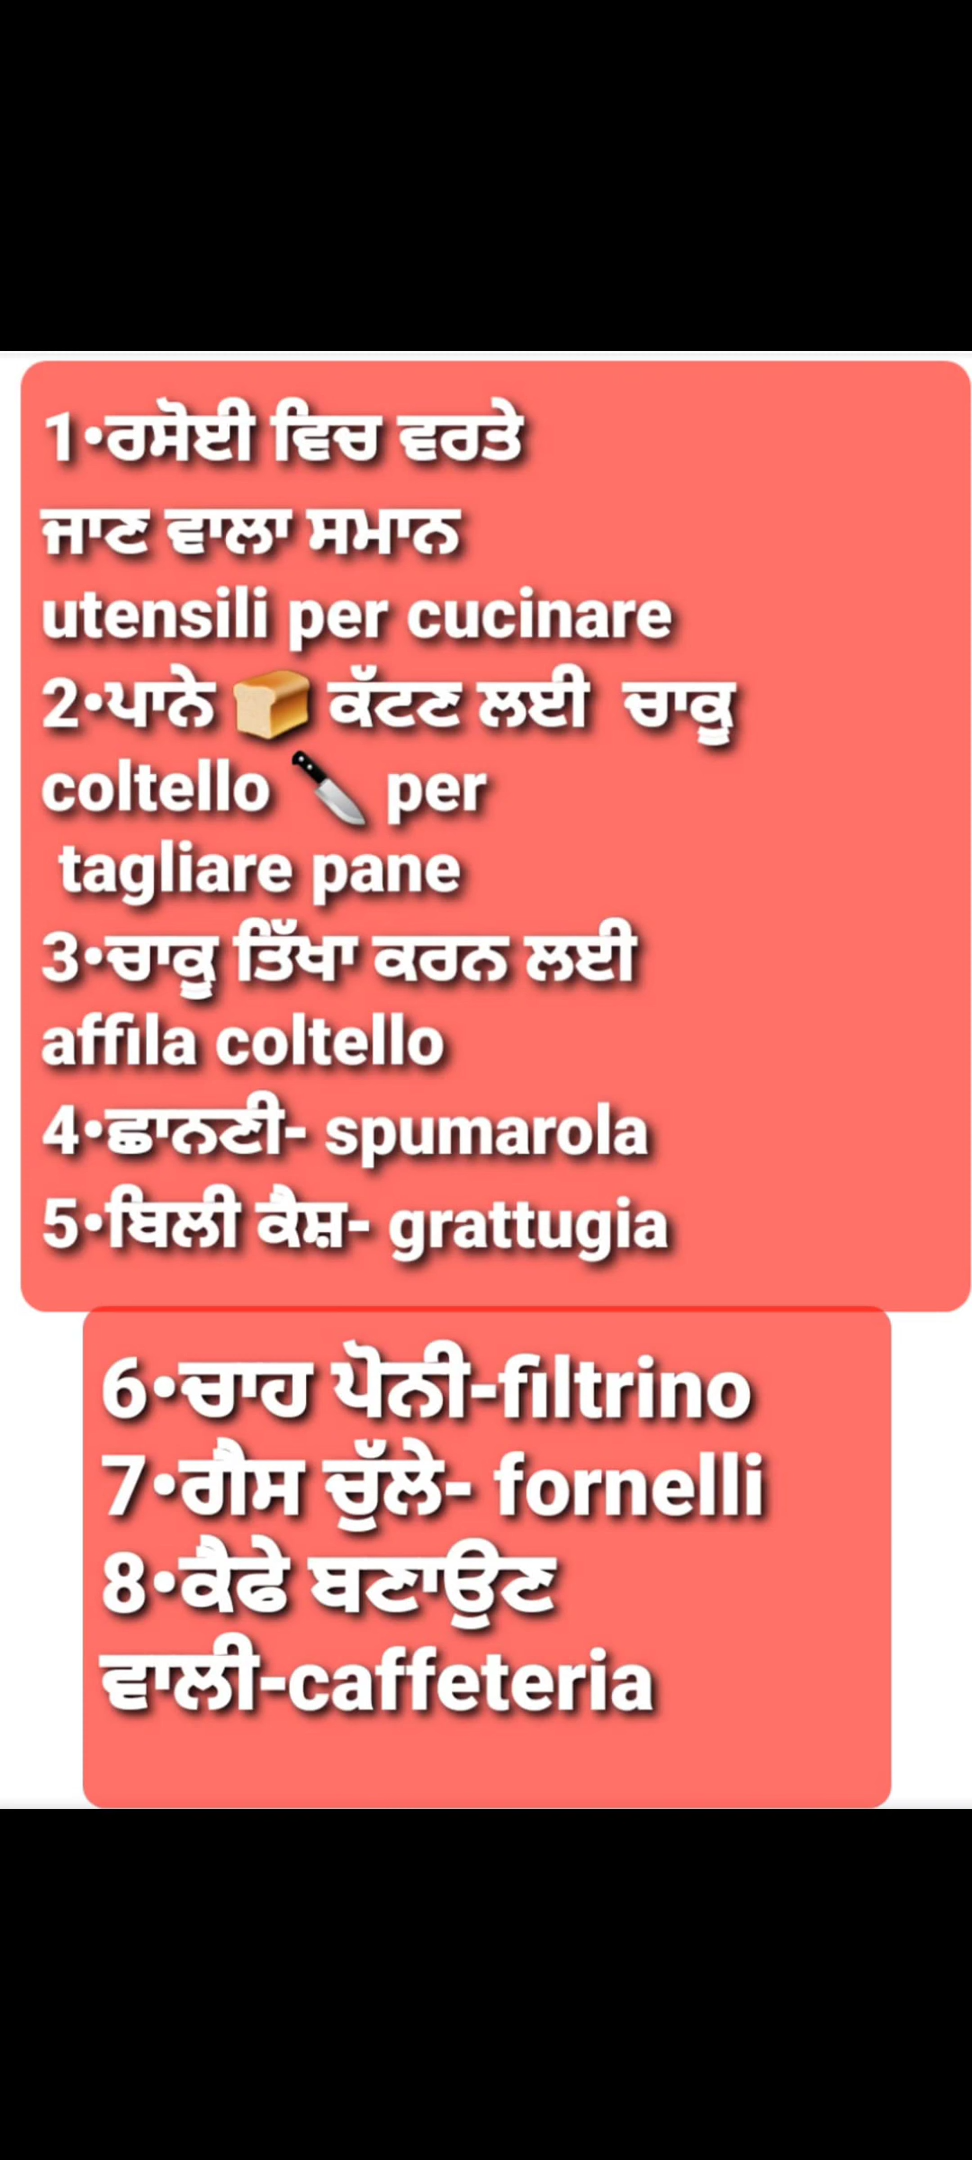 1•ਰਸੋਈ ਵਿਚ ਵਰਤੇ
ਜਾਣ ਵਾਲਾ ਸਮਾਨ
utensili per cucinare
2•ਪਾਨੇ 🍞 ਕੱਟਣ ਲਈ ਚਾਕੂ
coltello 🔪 per
tagliare pane
3•ਚਾਕੂ ਤਿੱਖਾ ਕਰਨ ਲਈ
affila coltello
4•ਛਾਨਣੀ- spumarola
5•ਬਿਲੀ ਕੈਸ਼- grattugia
6•ਚਾਹ ਪੋਨੀ-filtrino
7•ਗੈਸ ਚੁੱਲੇ- fornelli
8•ਕੈਫੇ ਬਣਾਉਣ
ਵਾਲੀ-caffeteria